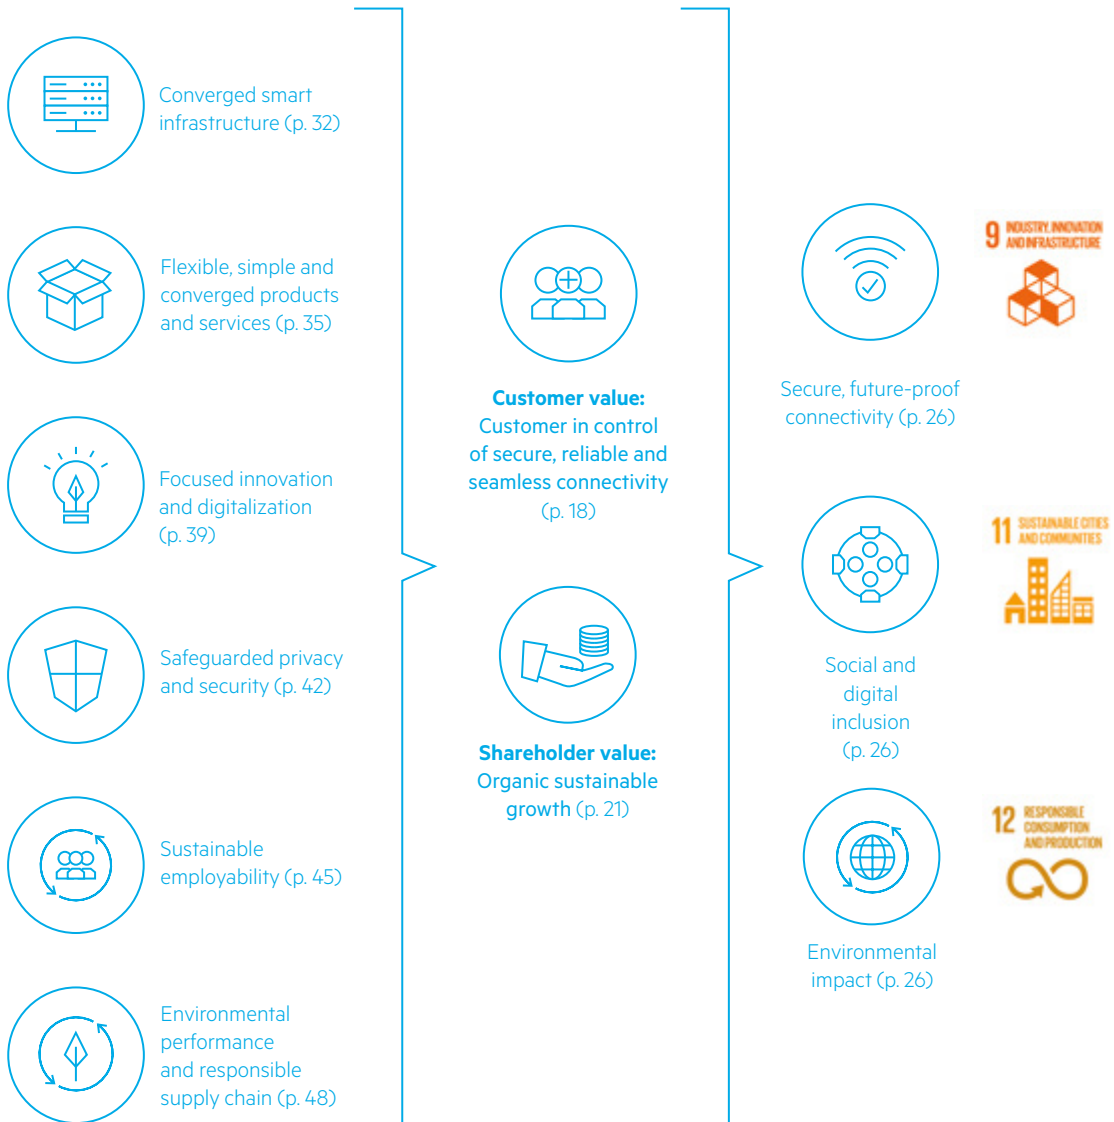 Converged smart
infrastructure (p. 32)
Flexible, simple and
converged products
and services (p. 35)
Focused innovation
and digitalization
(p. 39)
Safeguarded privacy
and security (p. 42)
Sustainable
employability (p. 45)
Environmental
performance
and responsible
supply chain (p. 48)
Customer value:
Customer in control
of secure, reliable and
seamless connectivity
(p. 18)
Shareholder value:
Organic sustainable
growth (p. 21)
Secure, future-proof
connectivity (p. 26)
Social and
digital
inclusion
(p. 26)
Environmental
impact (p. 26)
9 INDUSTRY, INNOVATION
AND INFRASTRUCTURE
11 SUSTAINABLE CITIES
AND COMMUNITIES
12 RESPONSIBLE
CONSUMPTION
AND PRODUCTION